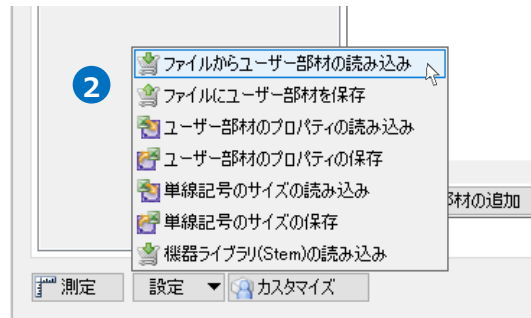 2
ファイルからユーザー部材の読み込み
ファイルにユーザー部材を保存
ユーザー部材のプロパティの読み込み
ユーザー部材のプロパティの保存
単線記号のサイズの読み込み
単線記号のサイズの保存
機器ライブラリ(Stem)の読み込み
部材の追加
測定
設定
カスタマイズ